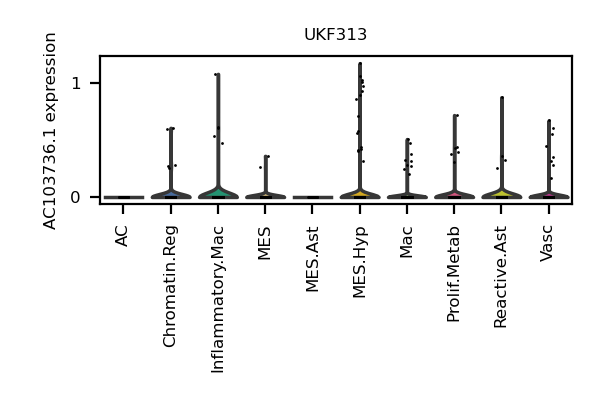 UKF313
AC103736.1 expression
1
0
AC
Chromatin.Reg
Inflammatory.Mac
MES
MES.Ast
MES.Hyp
Mac
Prolif.Metab
Reactive.Ast
Vasc